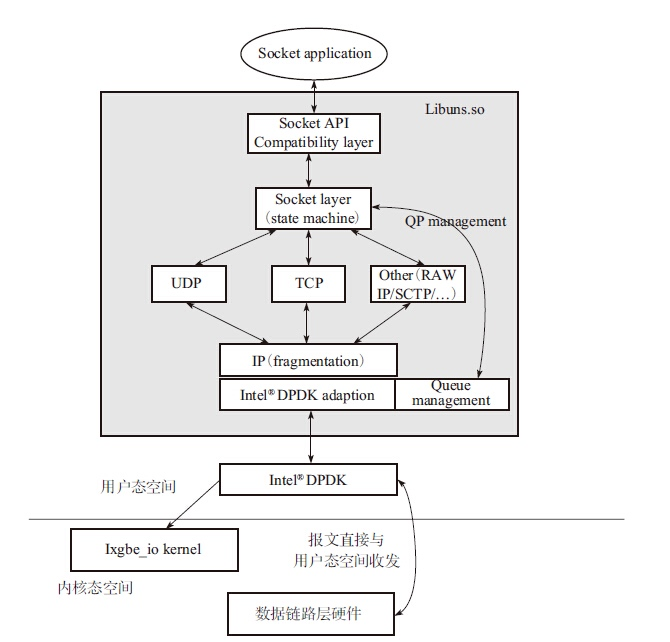 Socket application
Libuns.so
Socket API
Compatibility layer
Socket layer
(state machine)
QP management
UDP
TCP
Other(RAW
IP/SCTP/…)
IP(fragmentation)
Intel® DPDK adaption
Queue
management
Intel® DPDK
用户态空间
Ixgbe_io kernel
报文直接与
用户态空间收发
内核态空间
数据链路层硬件